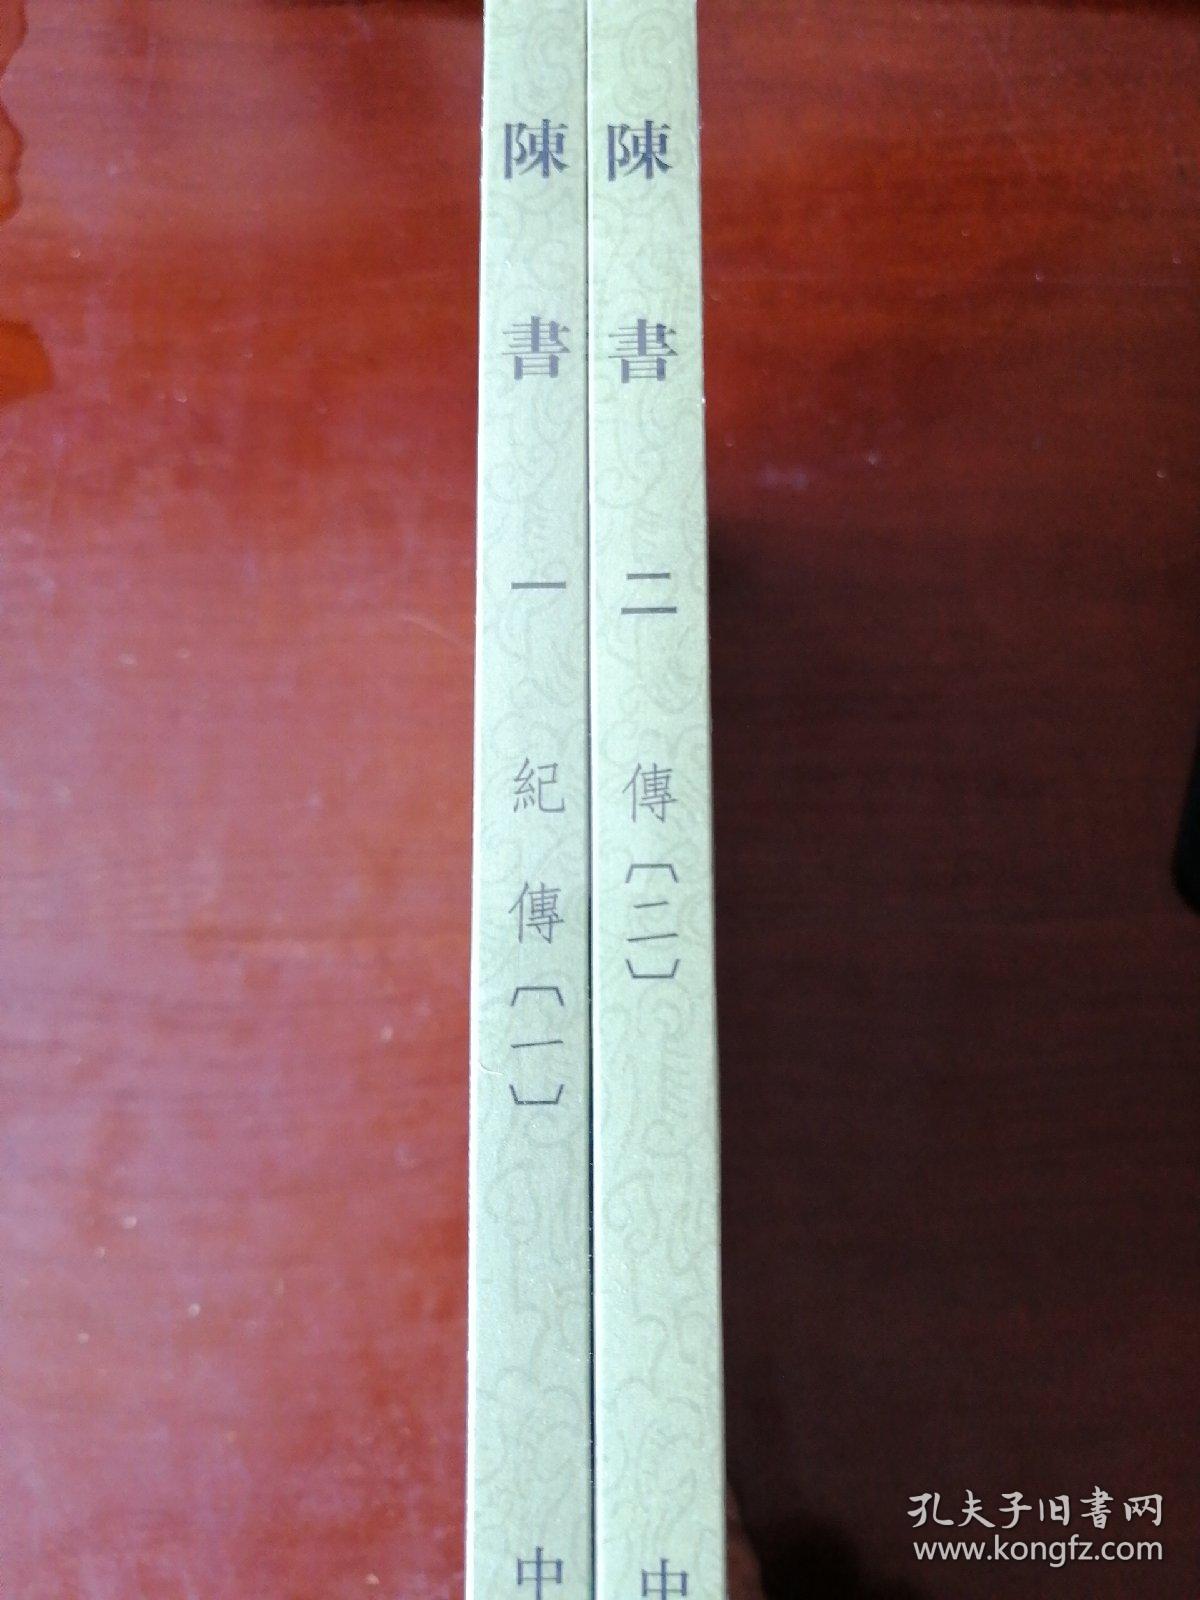 陳書 一 紀傳〔一〕 中
陳書 二 傳〔二〕 中
孔夫子旧書网
www.kongfz.com